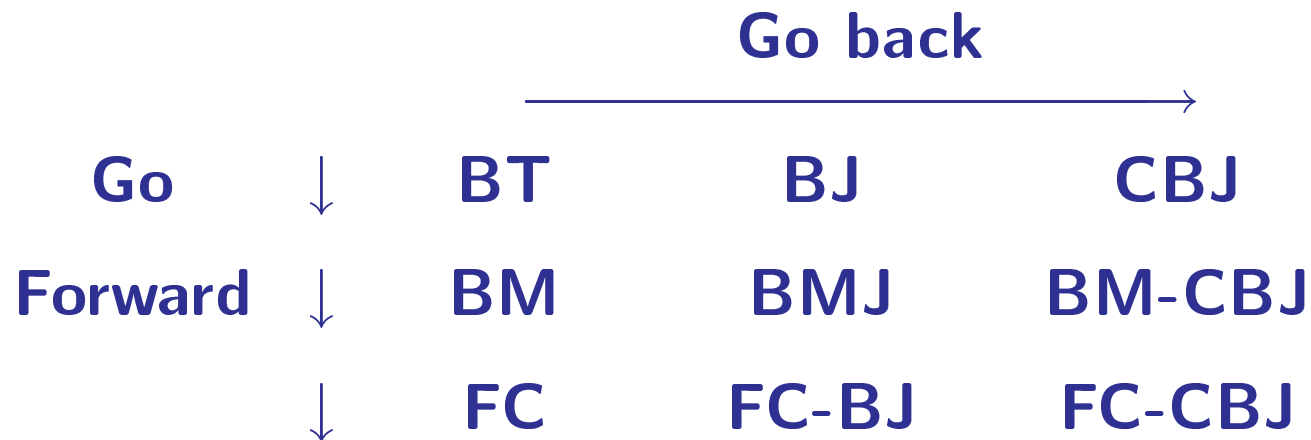 Go back
Go ↓ BT BJ CBJ
Forward ↓ BM BMJ BM-CBJ
↓ FC FC-BJ FC-CBJ